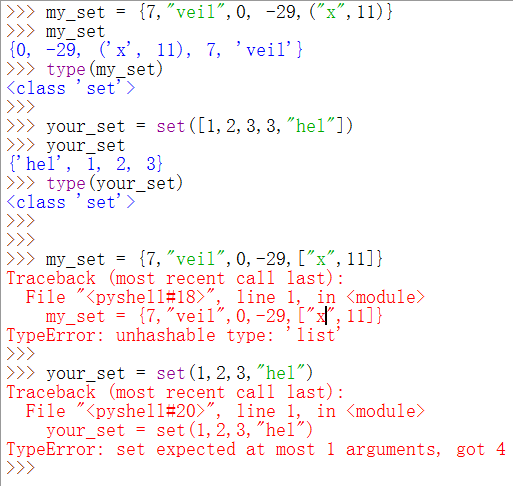 >>> my_set = {7,"veil",0, -29,("x",11)}
>>> my_set
{0, -29, ('x', 11), 7, 'veil'}
>>> type(my_set)
<class 'set'>
>>>
>>> your_set = set([1,2,3,3,"hel"])
>>> your_set
{'hel', 1, 2, 3}
>>> type(your_set)
<class 'set'>
>>>
>>>
>>> my_set = {7,"veil",0,-29,["x",11]}
Traceback (most recent call last):
  File "<pyshell#18>", line 1, in <module>
    my_set = {7,"veil",0,-29,["x",11]}
TypeError: unhashable type: 'list'
>>>
>>> your_set = set(1,2,3,"hel")
Traceback (most recent call last):
  File "<pyshell#20>", line 1, in <module>
    your_set = set(1,2,3,"hel")
TypeError: set expected at most 1 arguments, got 4
>>>